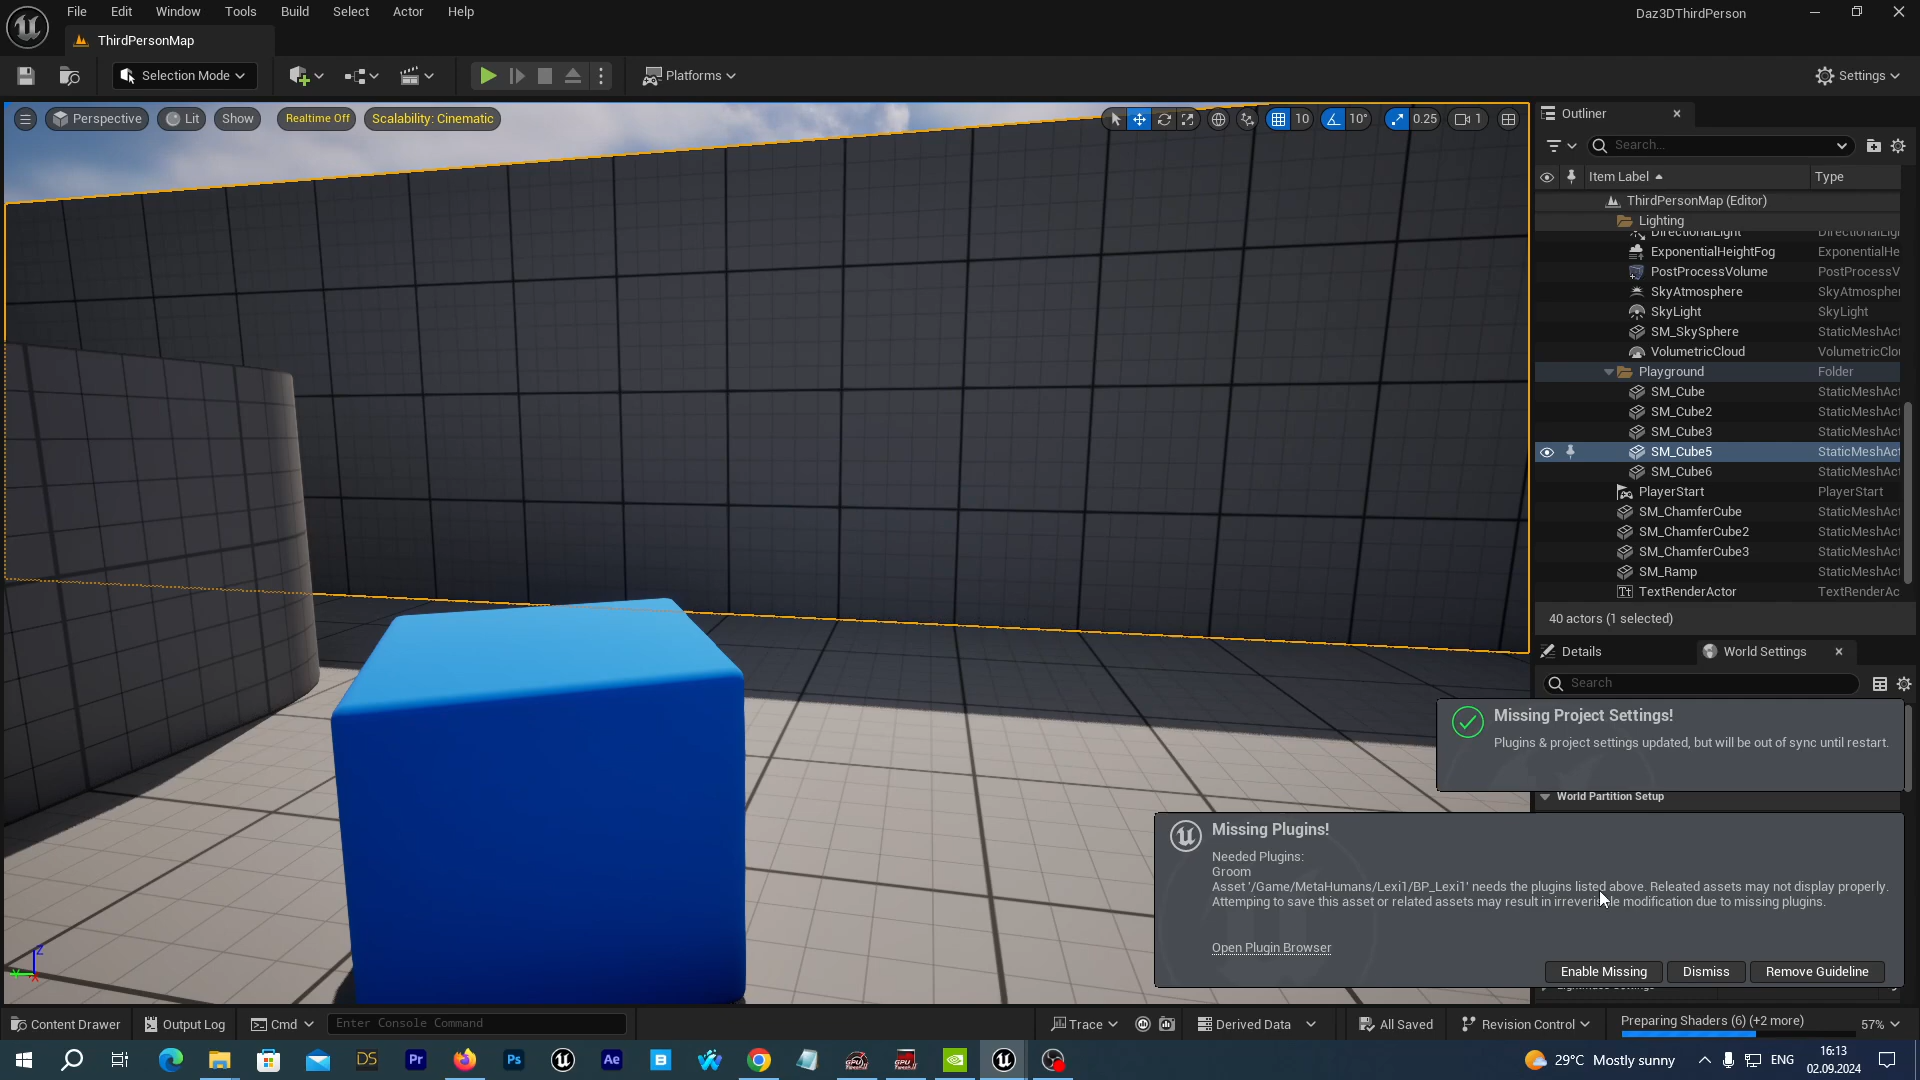 File Edit Window Tools Build Select Actor Help
Daz3DThirdPerson
ThirdPersonMap
Selection Mode
Platforms
Settings
Perspective
Lit
Show
Realtime Off
Scalability: Cinematic
10
10°
0.25
1
Outliner
Search...
Item Label
Type
ThirdPersonMap (Editor)
Lighting
DirectionalLight DirectionalLigh
ExponentialHeightFog ExponentialHe
PostProcessVolume PostProcessV
SkyAtmosphere SkyAtmospher
SkyLight SkyLight
SM_SkySphere StaticMeshAct
VolumetricCloud VolumetricClou
Playground Folder
SM_Cube StaticMeshAct
SM_Cube2 StaticMeshAct
SM_Cube3 StaticMeshAct
SM_Cube5 StaticMeshAct
SM_Cube6 StaticMeshAct
PlayerStart PlayerStart
SM_ChamferCube StaticMeshAct
SM_ChamferCube2 StaticMeshAct
SM_ChamferCube3 StaticMeshAct
SM_Ramp StaticMeshAct
TextRenderActor TextRenderAc
40 actors (1 selected)
Details
World Settings
Search
Missing Project Settings!
Plugins & project settings updated, but will be out of sync until restart.
World Partition Setup
Missing Plugins!
Needed Plugins:
Groom
Asset '/Game/MetaHumans/Lexi1/BP_Lexi1' needs the plugins listed above. Releated assets may not display properly.
Attemping to save this asset or related assets may result in irreverisble modification due to missing plugins.
Open Plugin Browser
Enable Missing
Dismiss
Remove Guideline
Z
Y
X
Content Drawer
Output Log
Cmd
Enter Console Command
Trace
Derived Data
All Saved
Revision Control
Preparing Shaders (6) (+2 more)
57%
DS
Pr
Ps
Ae
29°C Mostly sunny
ENG
16:13
02.09.2024